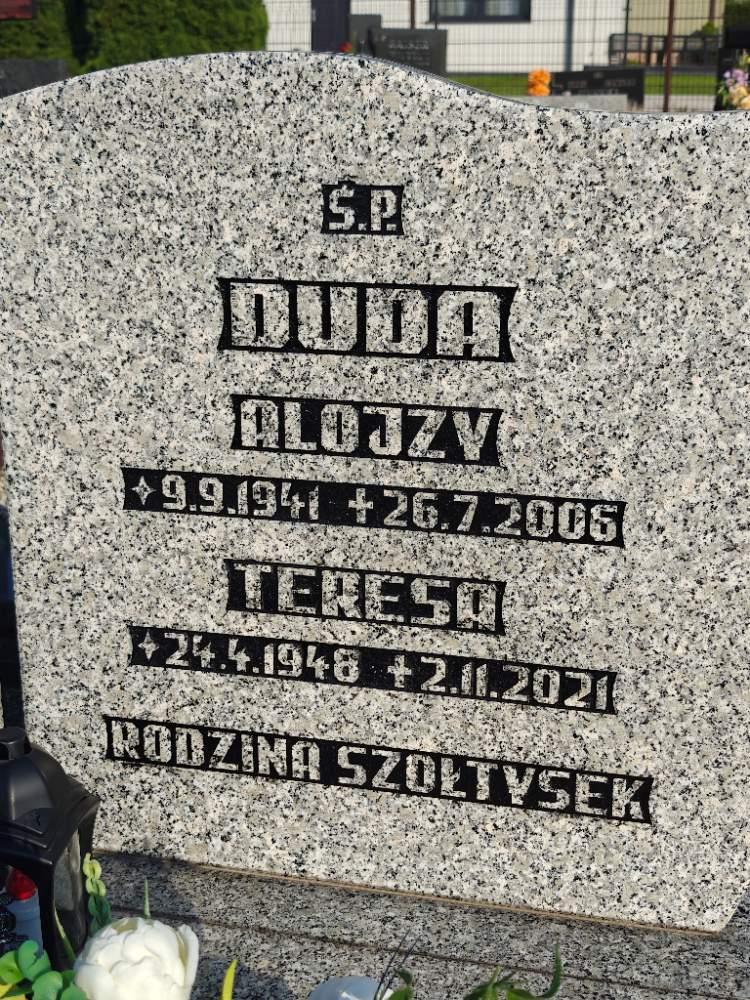 Ś.P.
DUDA
ALOJZY
✦9.9.1941 ✝26.7.2006
TERESA
✦24.4.1948 ✝2.11.2021
RODZINA SZOŁTYSEK